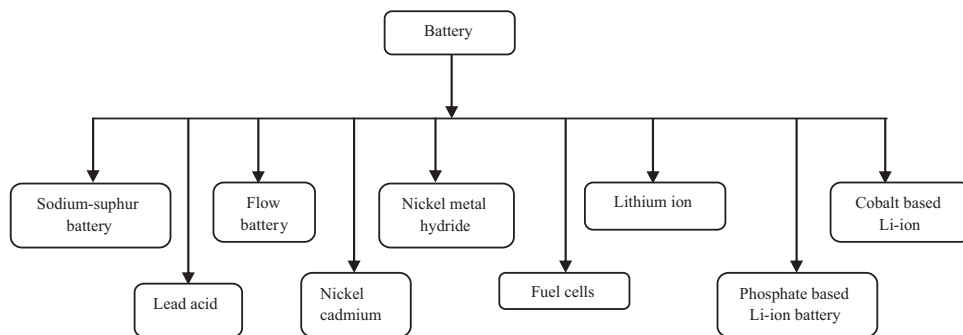 Battery
Sodium-suphur
battery
Flow
battery
Nickel metal
hydride
Lithium ion
Cobalt based
Li-ion
Lead acid
Nickel
cadmium
Fuel cells
Phosphate based
Li-ion battery